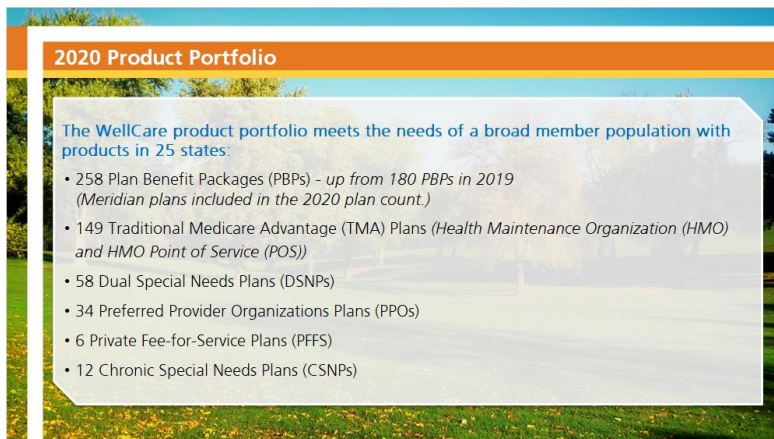 2020 Product Portfolio
The WellCare product portfolio meets the needs of a broad member population with
products in 25 states:
• 258 Plan Benefit Packages (PBPs) - up from 180 PBPs in 2019
(Meridian plans included in the 2020 plan count.)
• 149 Traditional Medicare Advantage (TMA) Plans (Health Maintenance Organization (HMO)
and HMO Point of Service (POS))
• 58 Dual Special Needs Plans (DSNPs)
• 34 Preferred Provider Organizations Plans (PPOs)
• 6 Private Fee-for-Service Plans (PFFS)
• 12 Chronic Special Needs Plans (CSNPs)